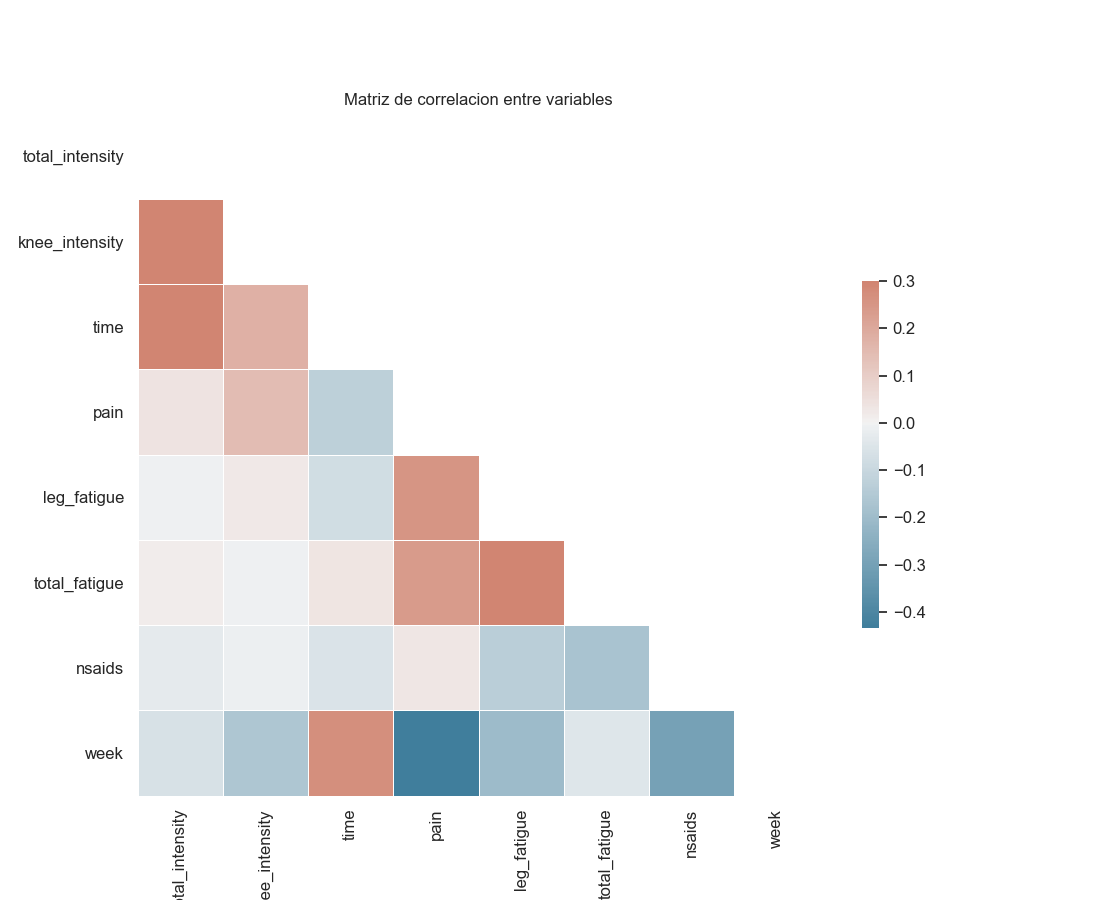 Matriz de correlacion entre variables
total_intensity
knee_intensity
time
pain
leg_fatigue
total_fatigue
nsaids
week
0.3
0.2
0.1
0.0
−0.1
−0.2
−0.3
−0.4
otal_intensity
ee_intensity
time
pain
leg_fatigue
total_fatigue
nsaids
week